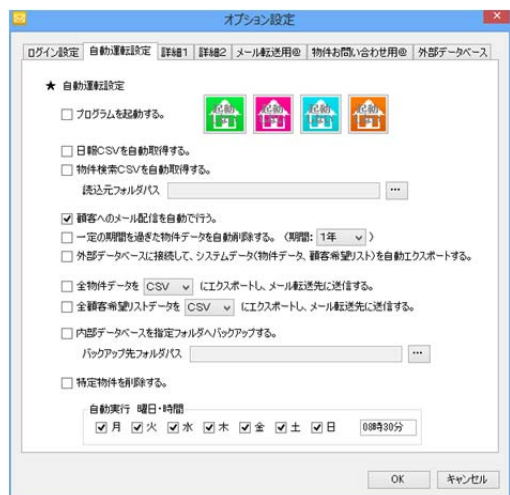 オプション設定
ログイン設定 自動運転設定 詳細1 詳細2 メール転送用@ 物件お問い合わせ用@ 外部データベース
★ 自動運転設定
プログラムを起動する。
起動 起動 起動 起動
日報CSVを自動取得する。
物件検索CSVを自動取得する。
読込元フォルダパス ...
顧客へのメール配信を自動で行う。
一定の期間を過ぎた物件データを自動削除する。(期間: 1年 )
外部データベースに接続して、システムデータ(物件データ、顧客希望リスト)を自動エクスポートする。
全物件データを CSV にエクスポートし、メール転送先に送信する。
全顧客希望リストデータを CSV にエクスポートし、メール転送先に送信する。
内部データベースを指定フォルダへバックアップする。
バックアップ先フォルダパス ...
特定物件を削除する。
自動実行 曜日・時間
月 火 水 木 金 土 日 08時30分
OK キャンセル